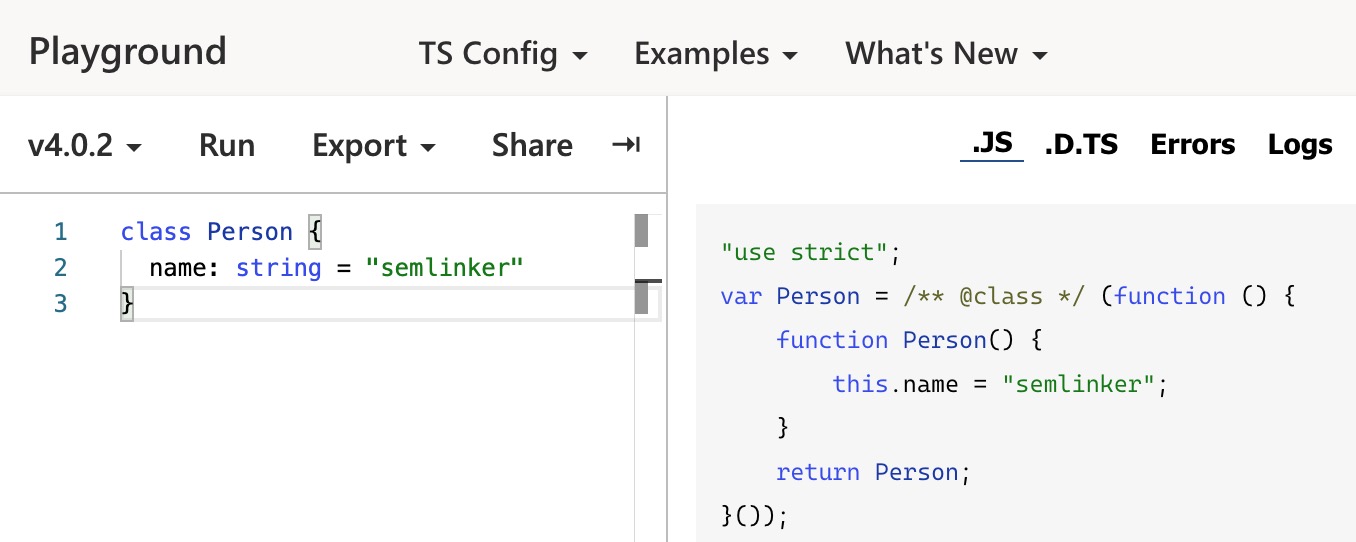 Playground TS Config Examples What's New
v4.0.2 Run Export Share
.JS .D.TS Errors Logs
1 class Person {
2   name: string = "semlinker"
3 }
"use strict";
var Person = /** @class */ (function () {
    function Person() {
        this.name = "semlinker";
    }
    return Person;
}());